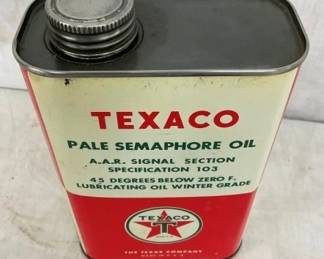 TEXACO
PALE SEMAPHORE OIL
A.A.R. SIGNAL SECTION
SPECIFICATION 103
45 DEGREES BELOW ZERO F.
LUBRICATING OIL WINTER GRADE
TEXACO
T
THE TEXAS COMPANY